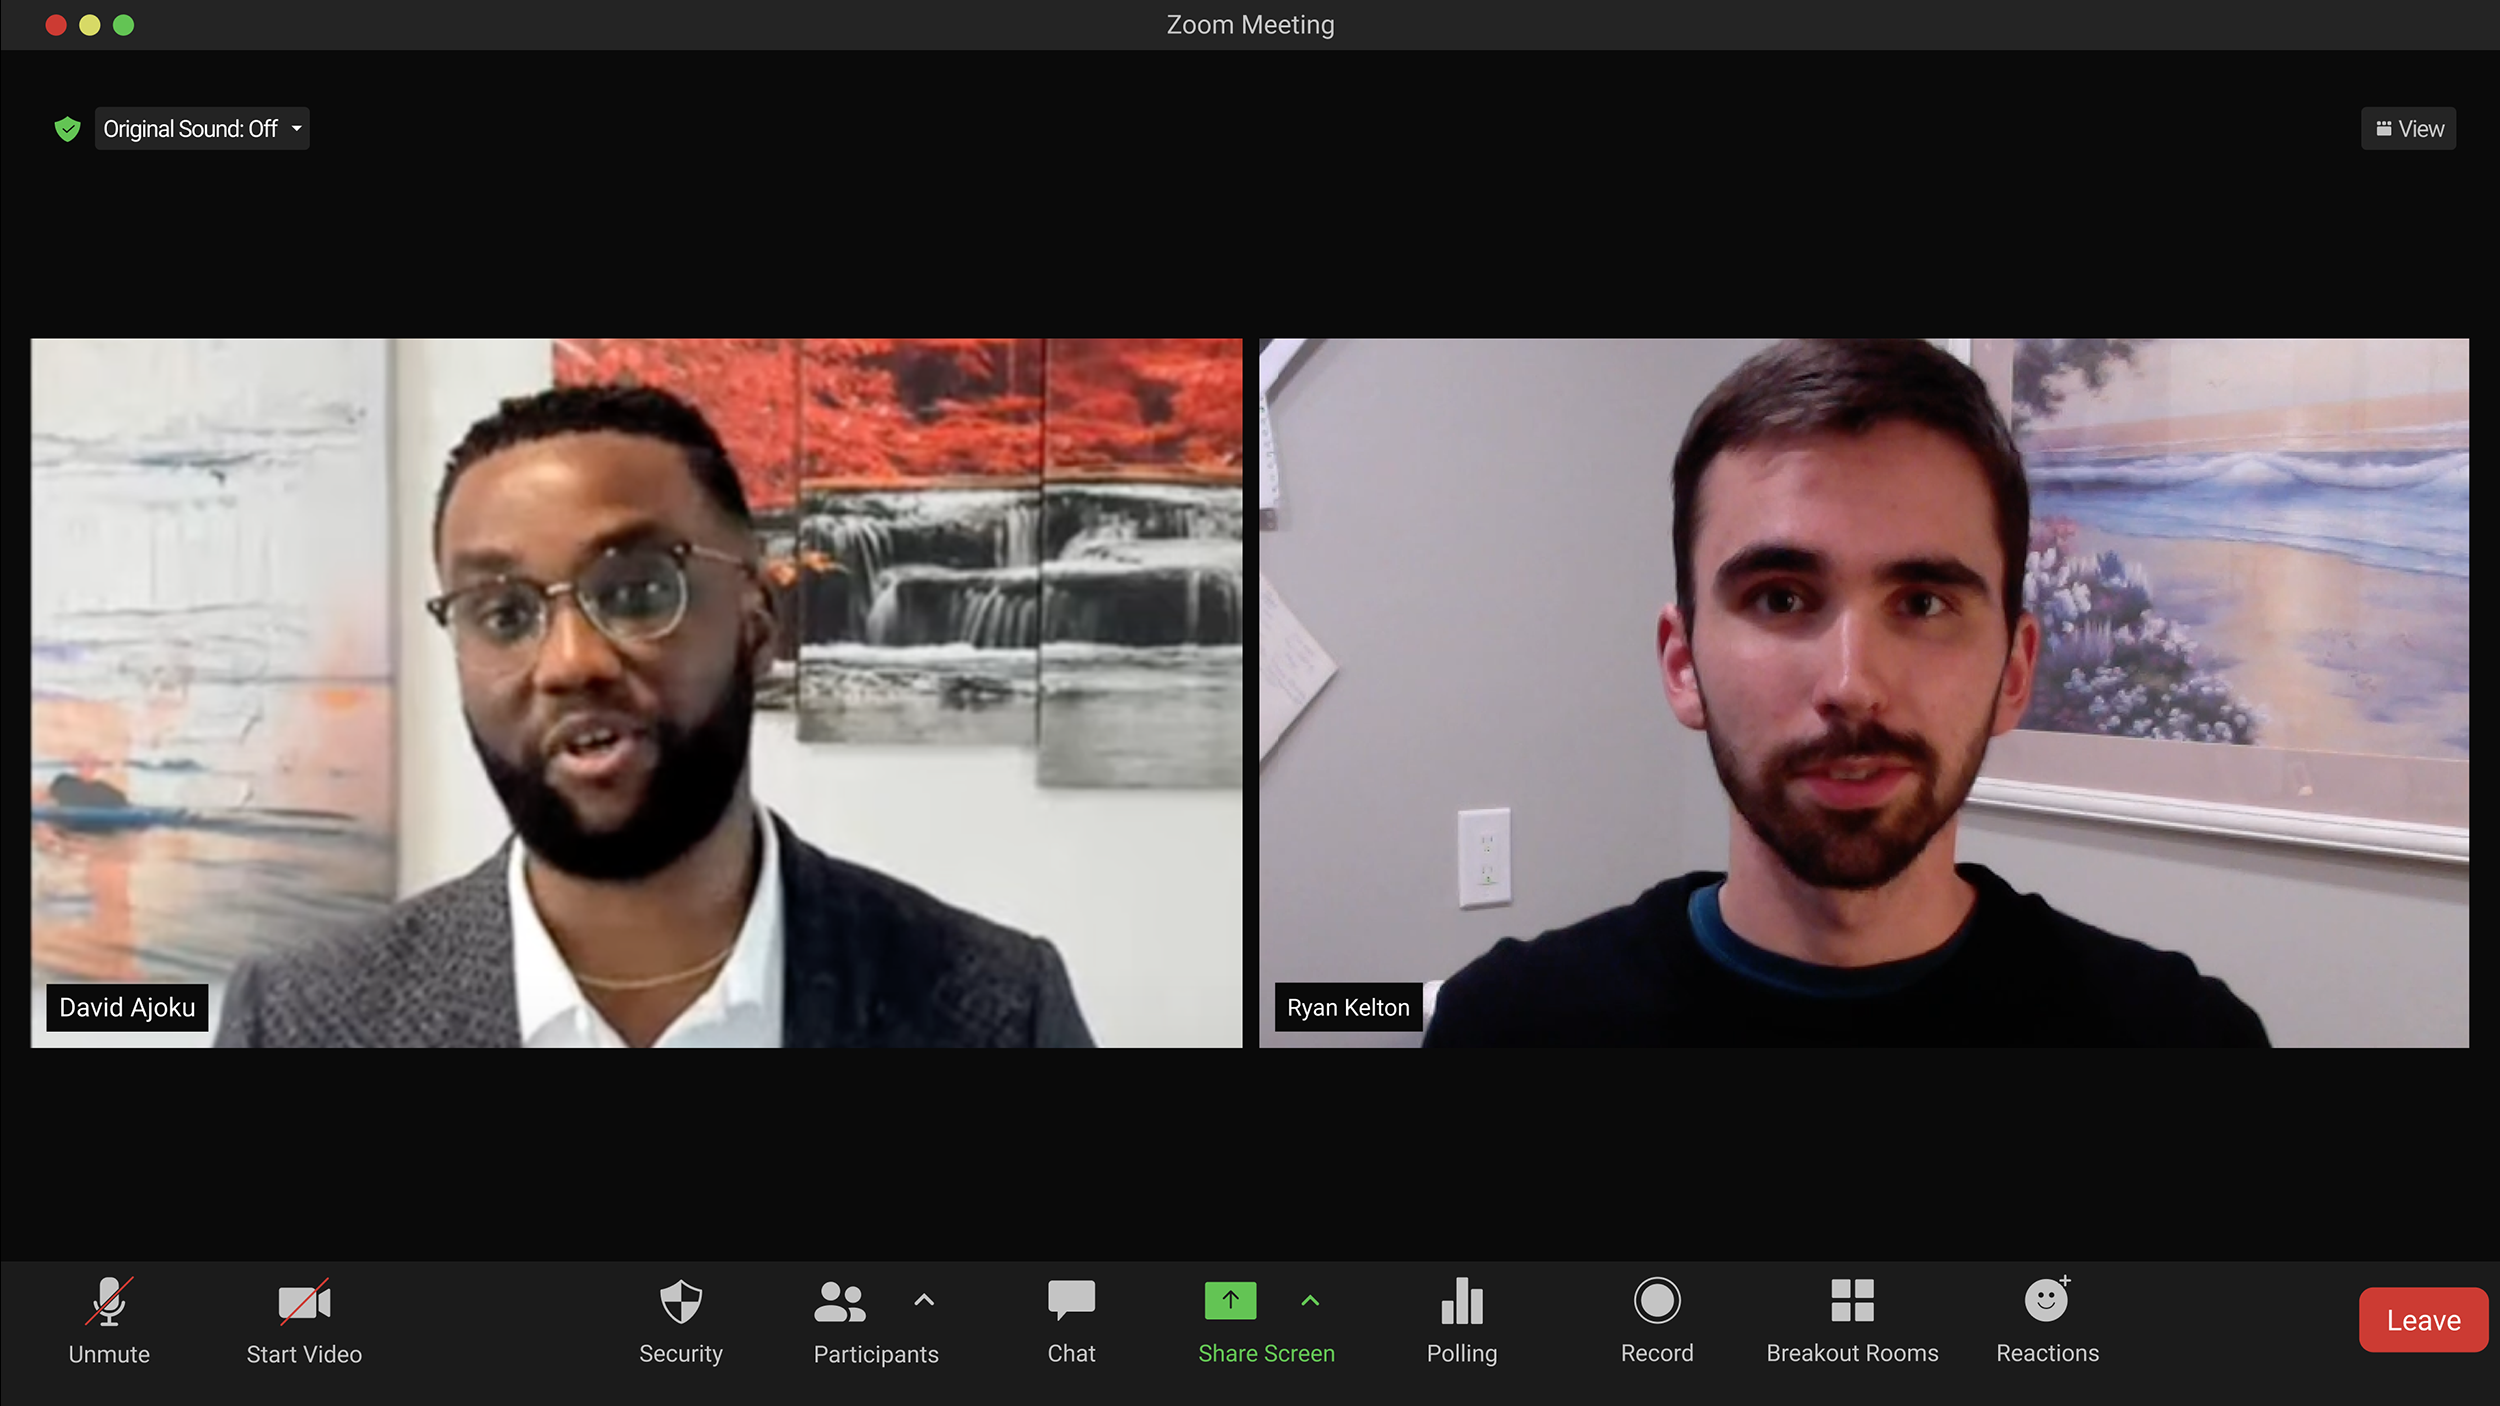 Zoom Meeting
Original Sound: Off
View
David Ajoku
Ryan Kelton
Unmute
Start Video
Security
Participants
Chat
Share Screen
Polling
Record
Breakout Rooms
Reactions
Leave